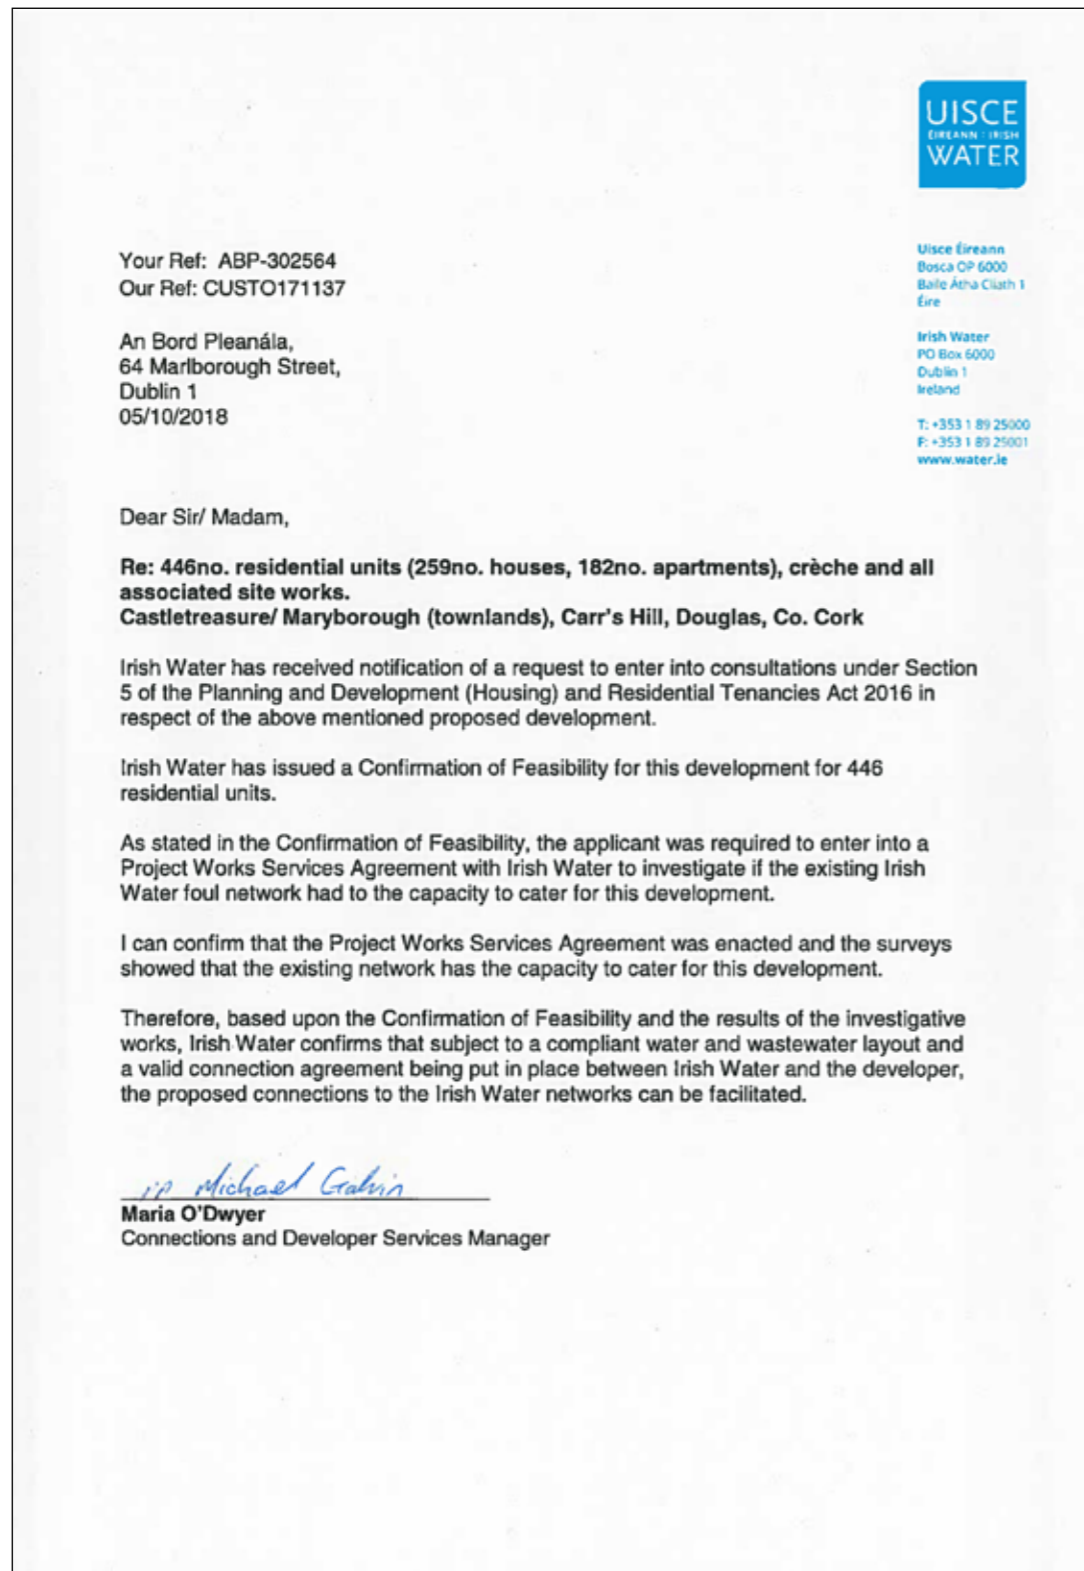 UISCE
ÉIREANN : IRISH
WATER
Uisce Éireann
Bosca OP 6000
Baile Átha Cliath 1
Éire
Irish Water
PO Box 6000
Dublin 1
Ireland
T: +353 1 89 25000
F: +353 1 89 25001
www.water.ie
Your Ref: ABP-302564
Our Ref: CUSTO171137
An Bord Pleanála,
64 Marlborough Street,
Dublin 1
05/10/2018
Dear Sir/ Madam,
Re: 446no. residential units (259no. houses, 182no. apartments), crèche and all
associated site works.
Castletreasure/ Maryborough (townlands), Carr's Hill, Douglas, Co. Cork
Irish Water has received notification of a request to enter into consultations under Section
5 of the Planning and Development (Housing) and Residential Tenancies Act 2016 in
respect of the above mentioned proposed development.
Irish Water has issued a Confirmation of Feasibility for this development for 446
residential units.
As stated in the Confirmation of Feasibility, the applicant was required to enter into a
Project Works Services Agreement with Irish Water to investigate if the existing Irish
Water foul network had to the capacity to cater for this development.
I can confirm that the Project Works Services Agreement was enacted and the surveys
showed that the existing network has the capacity to cater for this development.
Therefore, based upon the Confirmation of Feasibility and the results of the investigative
works, Irish Water confirms that subject to a compliant water and wastewater layout and
a valid connection agreement being put in place between Irish Water and the developer,
the proposed connections to the Irish Water networks can be facilitated.
Michael Galvin
Maria O'Dwyer
Connections and Developer Services Manager